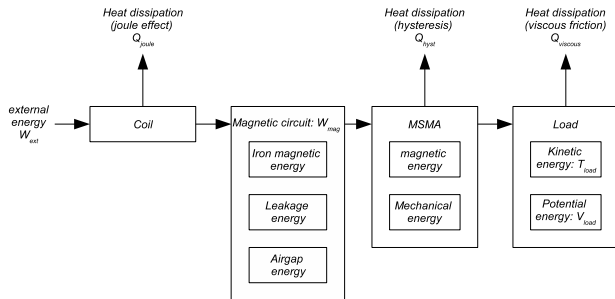 Heat dissipation
(joule effect)
Q_joule
Heat dissipation
(hysteresis)
Q_hyst
Heat dissipation
(viscous friction)
Q_viscous
external
energy
W_ext
Coil
Magnetic circuit: W_mag
MSMA
Load
Iron magnetic
energy
magnetic
energy
Kinetic
energy: T_load
Leakage
energy
Mechanical
energy
Potential
energy: V_load
Airgap
energy